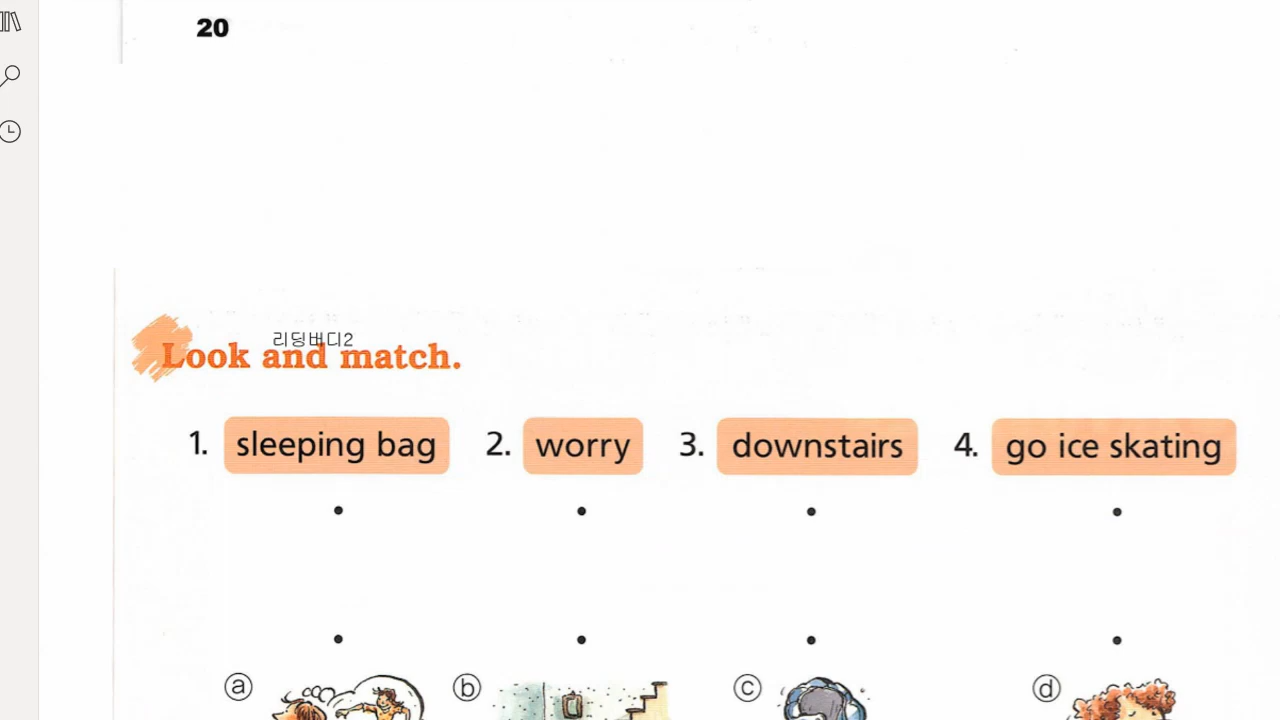 20
리딩버디2
Look and match.
1. sleeping bag 2. worry 3. downstairs 4. go ice skating
ⓐ ⓑ ⓒ ⓓ